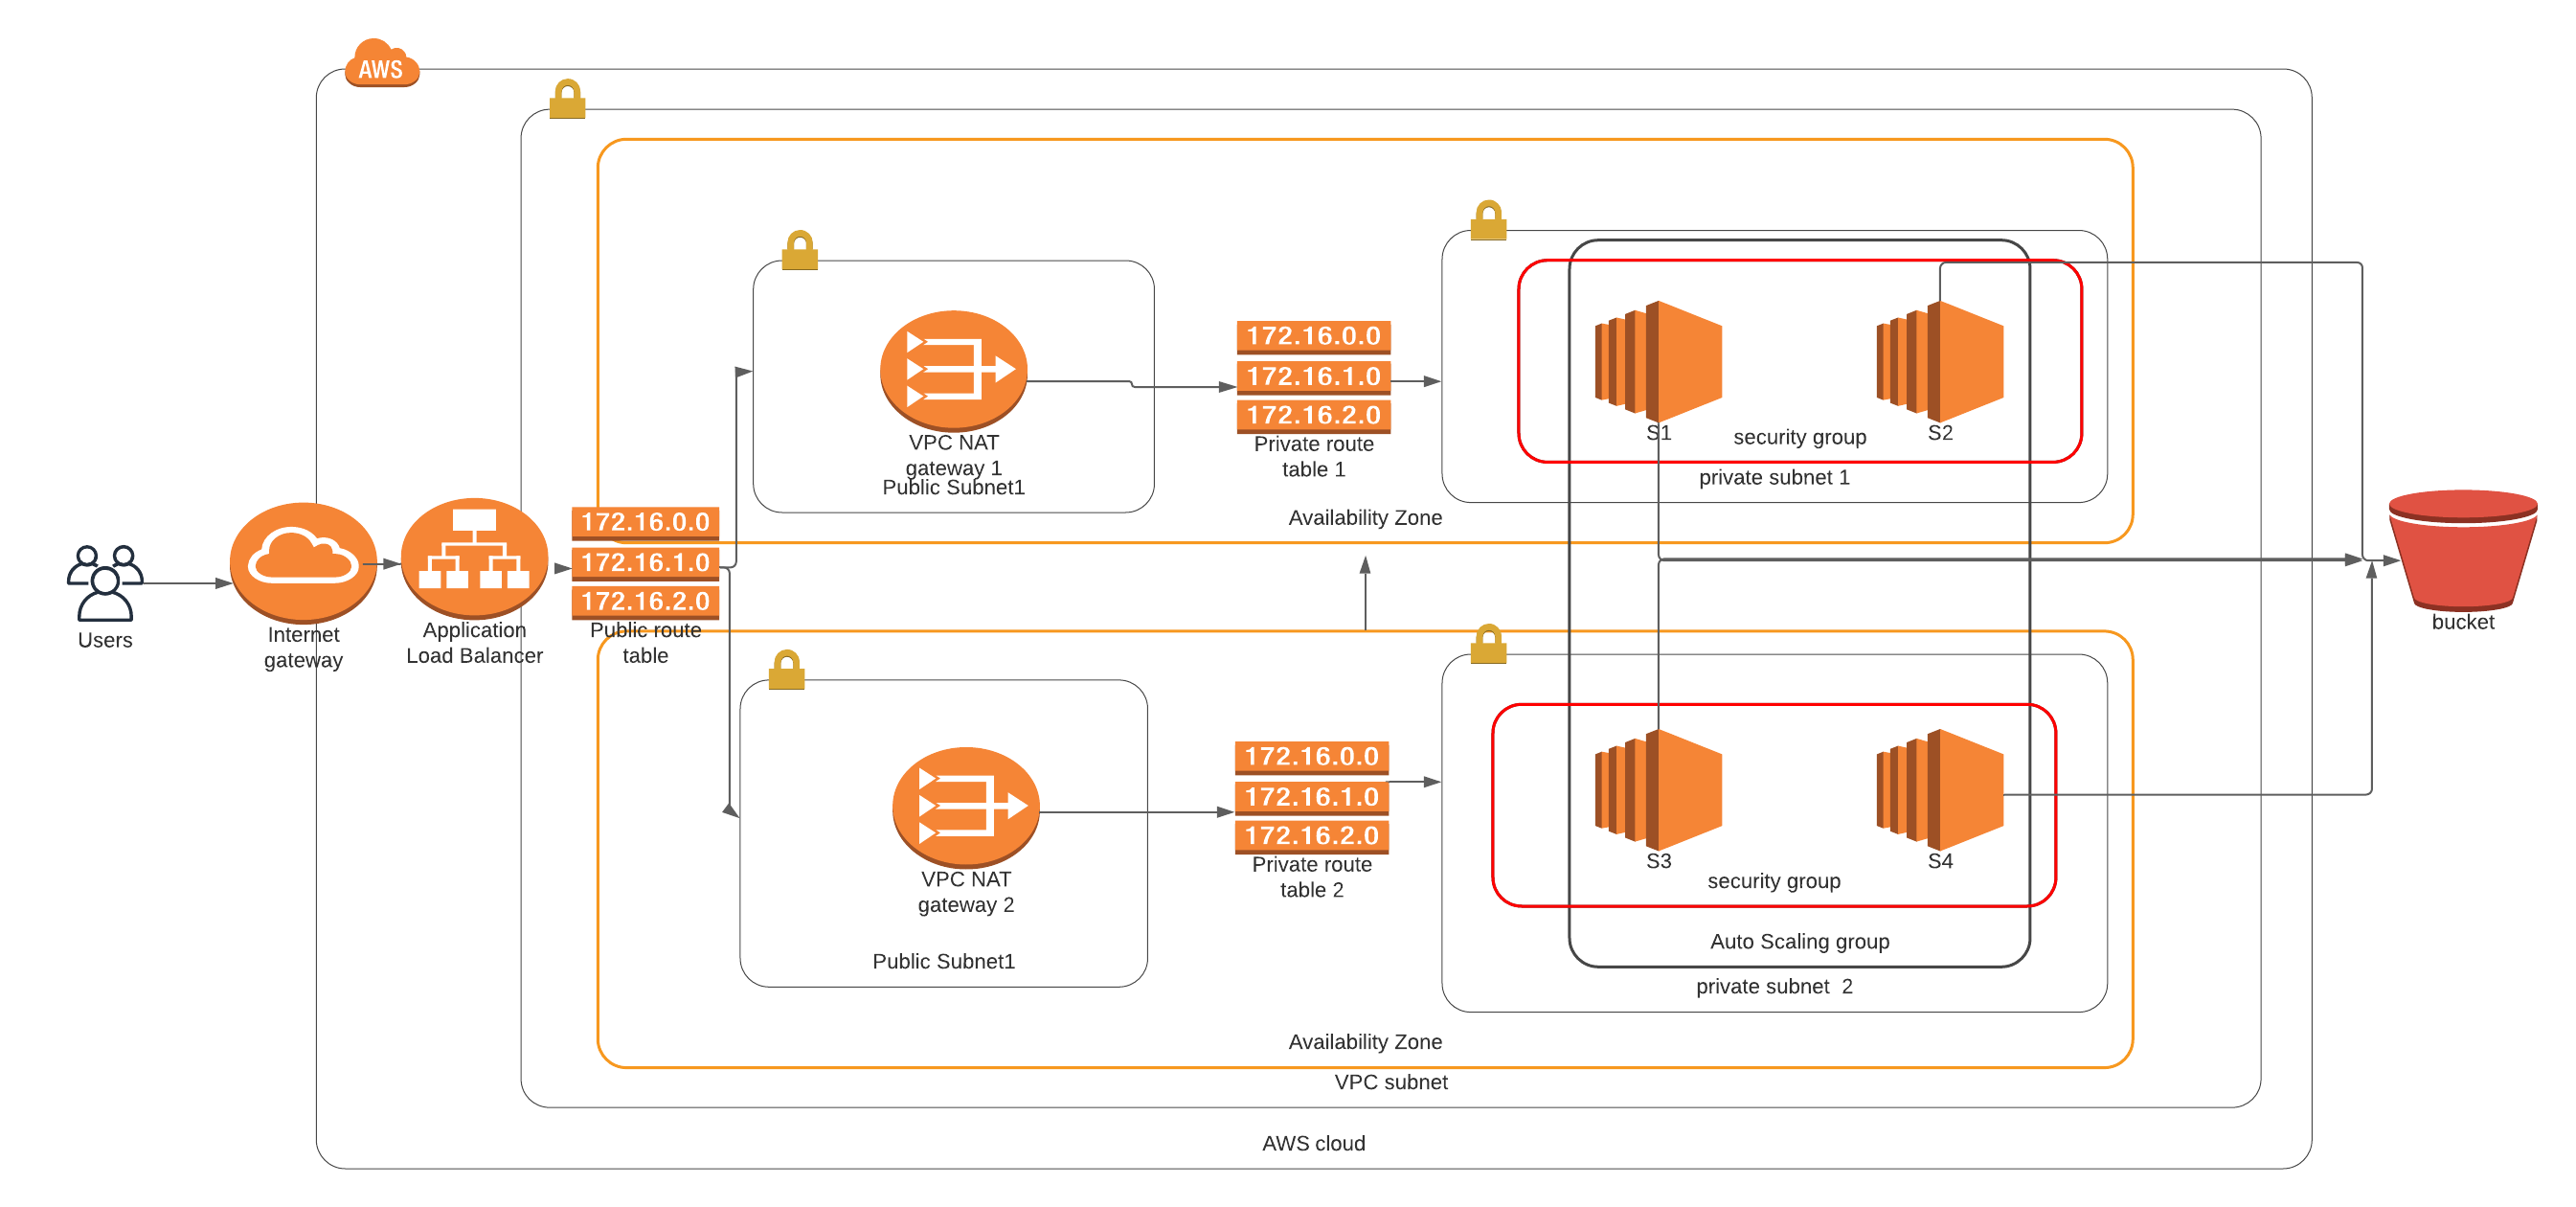 AWS
172.16.0.0
172.16.1.0
172.16.2.0
VPC NAT
gateway 1
Public Subnet1
Private route
table 1
S1
security group
S2
private subnet 1
Availability Zone
Users
Internet
gateway
Application
Load Balancer
172.16.0.0
172.16.1.0
172.16.2.0
Public route
table
bucket
172.16.0.0
172.16.1.0
172.16.2.0
VPC NAT
gateway 2
Public Subnet1
Private route
table 2
S3
S4
security group
Auto Scaling group
private subnet  2
Availability Zone
VPC subnet
AWS cloud